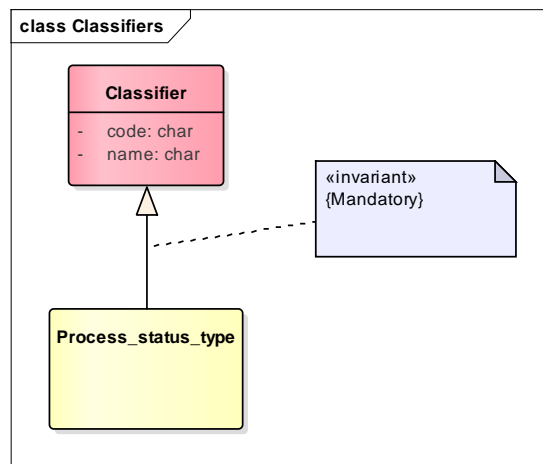 class Classifiers
Classifier
- code: char
- name: char
«invariant»
{Mandatory}
Process_status_type